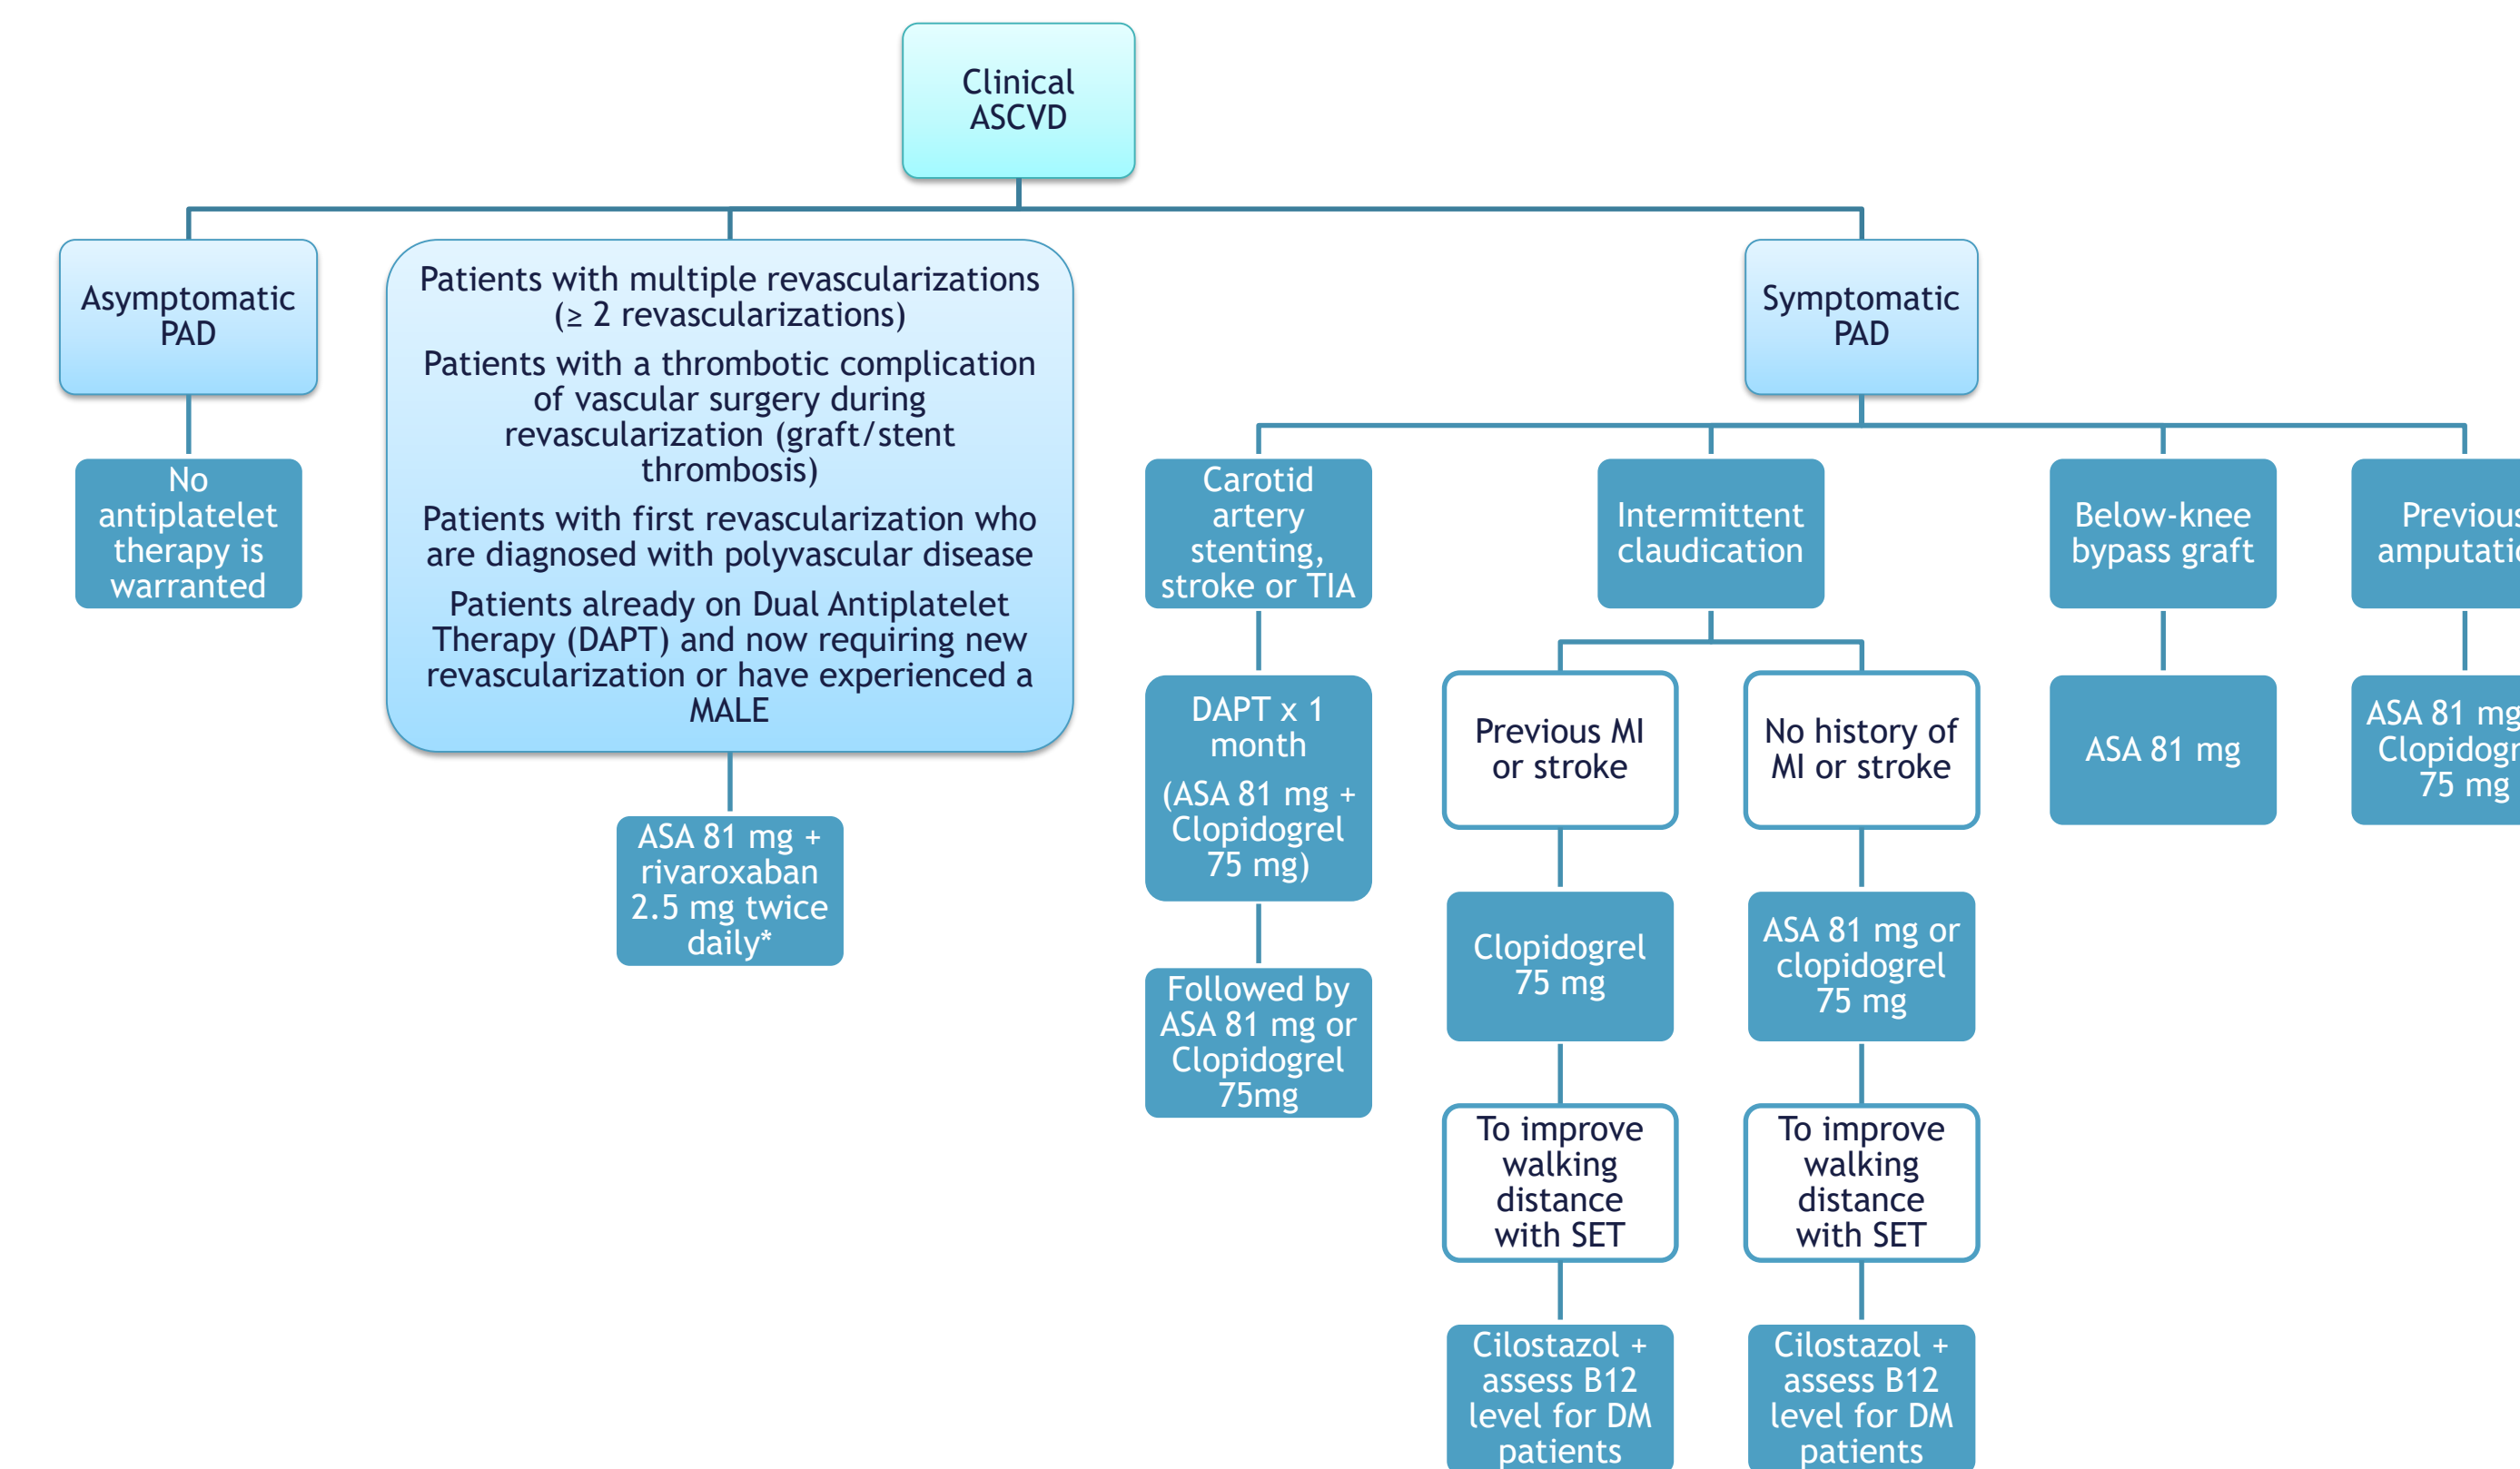 Clinical
ASCVD
Asymptomatic
PAD
No
antiplatelet
therapy is
warranted
Patients with multiple revascularizations
(≥ 2 revascularizations)
Patients with a thrombotic complication
of vascular surgery during
revascularization (graft/stent
thrombosis)
Patients with first revascularization who
are diagnosed with polyvascular disease
Patients already on Dual Antiplatelet
Therapy (DAPT) and now requiring new
revascularization or have experienced a
MALE
ASA 81 mg +
rivaroxaban
2.5 mg twice
daily*
Symptomatic
PAD
Carotid
artery
stenting,
stroke or TIA
DAPT x 1
month
(ASA 81 mg +
Clopidogrel
75 mg)
Followed by
ASA 81 mg or
Clopidogrel
75mg
Intermittent
claudication
Previous MI
or stroke
Clopidogrel
75 mg
To improve
walking
distance
with SET
Cilostazol +
assess B12
level for DM
patients
No history of
MI or stroke
ASA 81 mg or
clopidogrel
75 mg
To improve
walking
distance
with SET
Cilostazol +
assess B12
level for DM
patients
Below-knee
bypass graft
ASA 81 mg
Previous
ASA 81 mg
75 mg